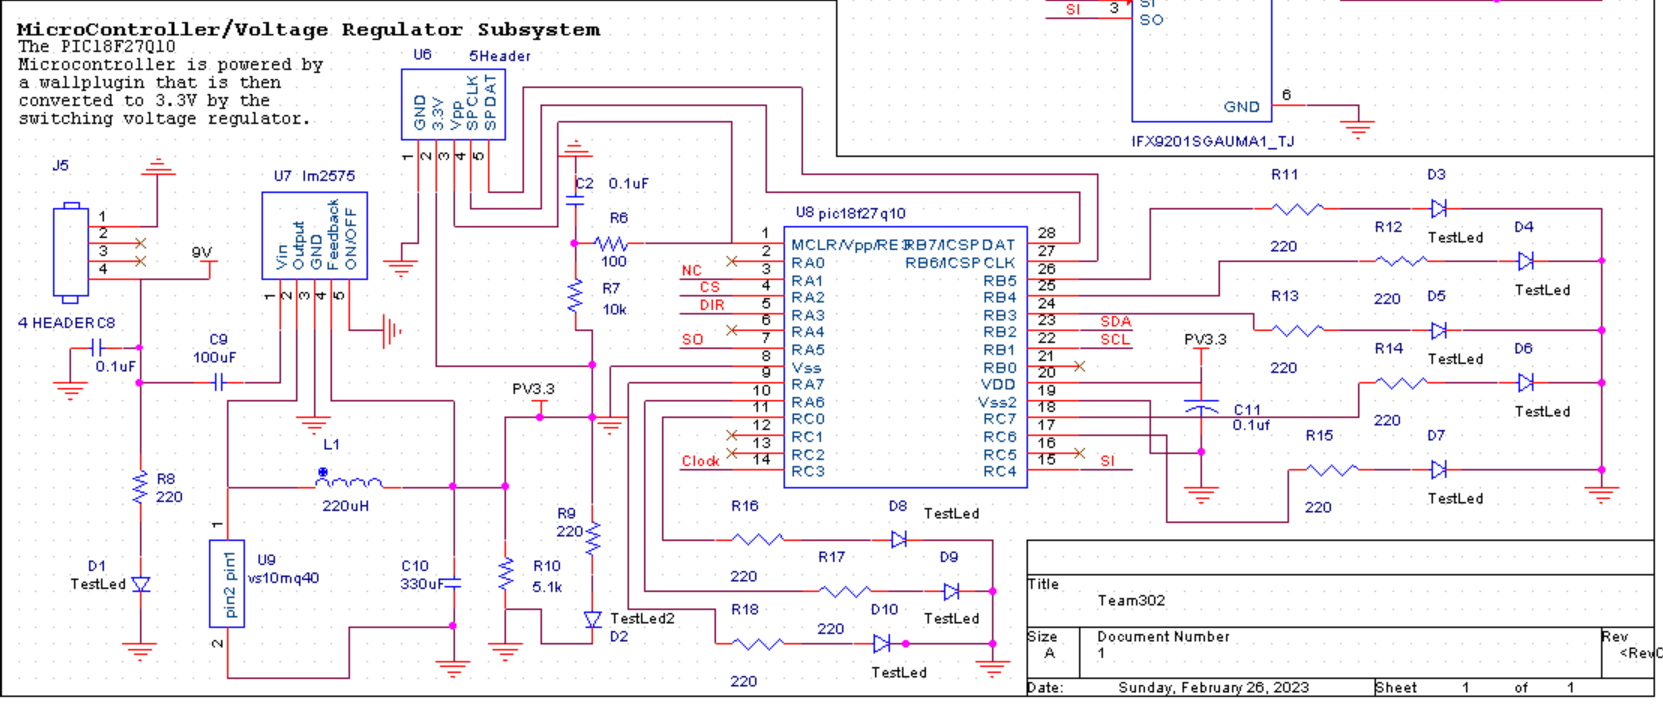 MicroController/Voltage Regulator Subsystem
The PIC18F27Q10
Microcontroller is powered by
a wallplugin that is then
converted to 3.3V by the
switching voltage regulator.
U6 5Header
GND
3.3V
Vpp
SPCLK
SPDAT
1
2
3
4
5
SI 3 SI
SO
GND 6
IFX9201SGAUMA1_TJ
J5
1
2
3
4
4 HEADER
9V
U7 lm2575
Vin
Output
GND
Feedback
ON/OFF
1
2
3
4
5
C8
0.1uF
C9
100uF
C2 0.1uF
R6
100
R7
10k
PV3.3
L1
220uH
R8
220
D1
TestLed
U9
vs10mq40
1
pin2 pin1
2
C10
330uF
R10
5.1k
R9
220
TestLed2
D2
U8 pic18f27q10
1 MCLR/Vpp/RE3
2 RA0
NC 3 RA1
CS 4 RA2
DIR 5 RA3
6 RA4
SO 7 RA5
8 Vss
9 RA7
10 RA6
11 RC0
12 RC1
13 RC2
Clock 14 RC3
RB7/ICSPDAT 28
RB6/ICSPCLK 27
RB5 26
RB4 25
RB3 24
RB2 23 SDA
RB1 22 SCL
RB0 21
VDD 20
Vss2 19
RC7 18
RC6 17
RC5 16
RC4 15 SI
PV3.3
C11
0.1uf
R11
220
D3
TestLed
R12
220
D4
TestLed
R13
220
D5
TestLed
R14
220
D6
TestLed
R15
220
D7
TestLed
R16
220
D8
TestLed
R17
220
D9
TestLed
R18
220
D10
TestLed
Title
Team302
Size
A
Document Number
1
Rev
Date: Sunday, February 26, 2023 Sheet 1 of 1